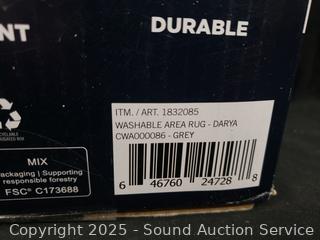 NT
DURABLE
ITM. / ART. 1832085
WASHABLE AREA RUG - DARYA
CWA000086 - GREY
MIX
Packaging | Supporting
responsible forestry
FSC® C173688
6 46760 24728 8
Copyright 2025 - Sound Service Auction